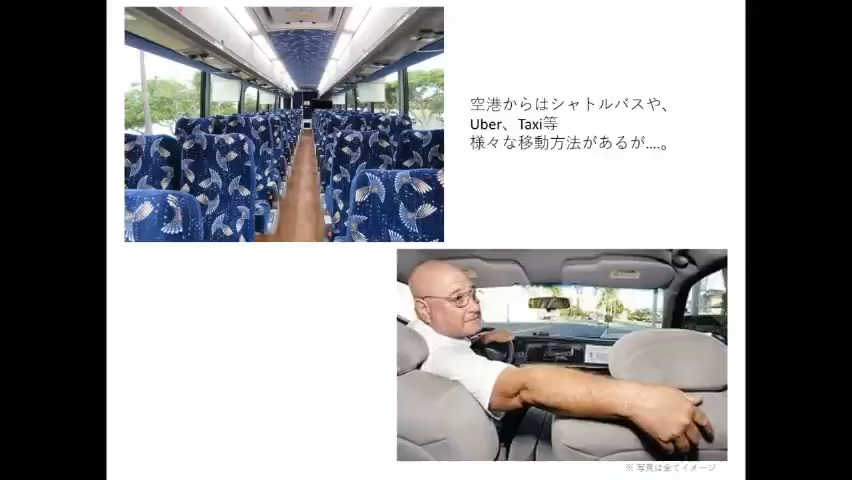 空港からはシャトルバスや、
Uber、Taxi等
様々な移動方法があるが....。
※ 写真は全てイメージ